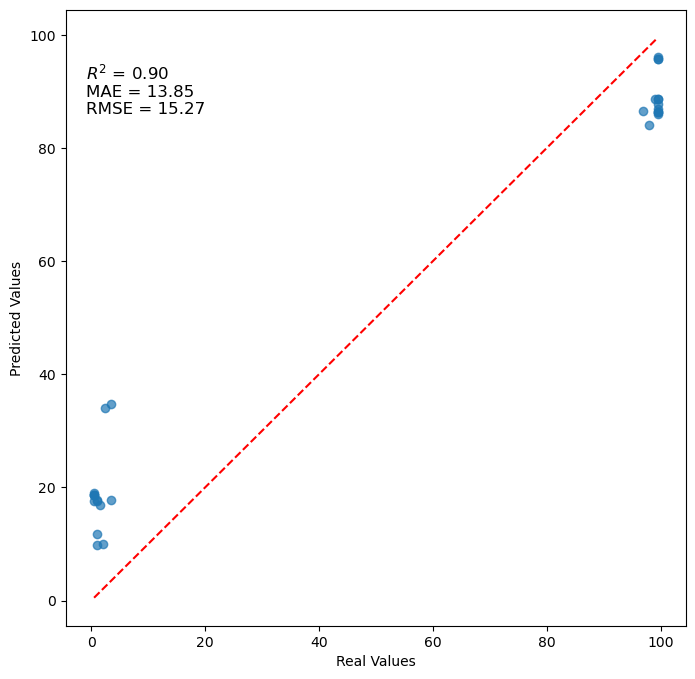 100
R² = 0.90
MAE = 13.85
RMSE = 15.27
80
60
Predicted Values
40
20
0
0 20 40 60 80 100
Real Values